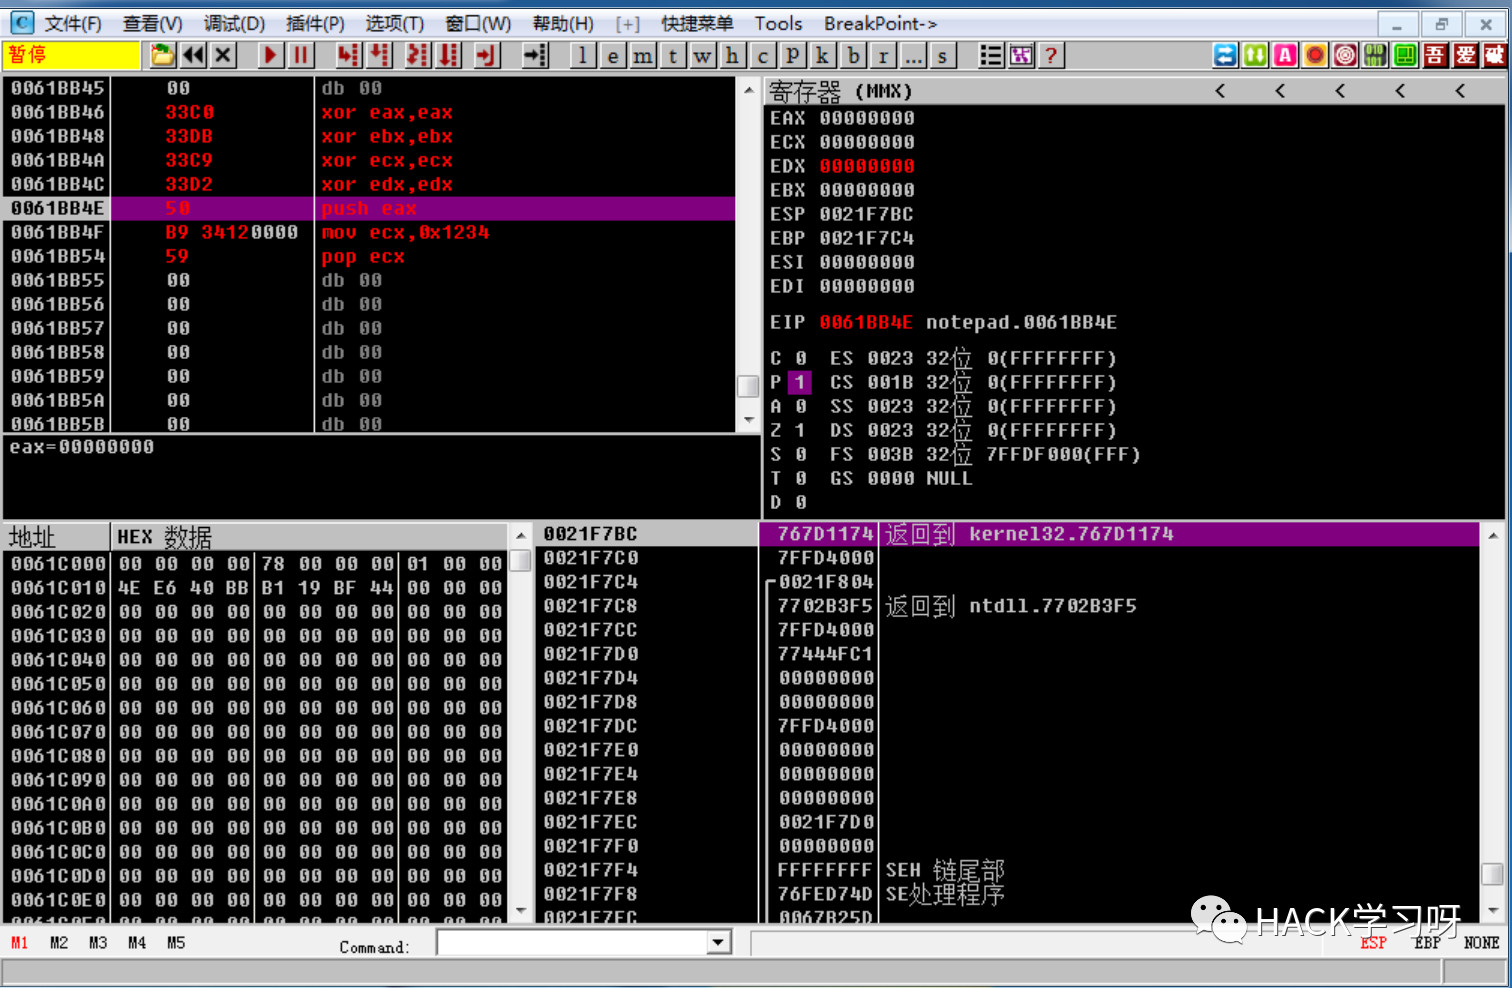 文件(F) 查看(V) 调试(D) 插件(P) 选项(T) 窗口(W) 帮助(H) [+] 快捷菜单 Tools BreakPoint->
暂停 l e m t w h c P k b r ... s ? A 吾 爱 破
0061BB45 00 db 00
0061BB46 33C0 xor eax,eax
0061BB48 33DB xor ebx,ebx
0061BB4A 33C9 xor ecx,ecx
0061BB4C 33D2 xor edx,edx
0061BB4E 50 push eax
0061BB4F B9 34120000 mov ecx,0x1234
0061BB54 59 pop ecx
0061BB55 00 db 00
0061BB56 00 db 00
0061BB57 00 db 00
0061BB58 00 db 00
0061BB59 00 db 00
0061BB5A 00 db 00
0061BB5B 00 db 00
eax=00000000
寄存器 (MMX) < < < < <
EAX 00000000
ECX 00000000
EDX 00000000
EBX 00000000
ESP 0021F7BC
EBP 0021F7C4
ESI 00000000
EDI 00000000
EIP 0061BB4E notepad.0061BB4E
C 0 ES 0023 32位 0(FFFFFFFF)
P 1 CS 001B 32位 0(FFFFFFFF)
A 0 SS 0023 32位 0(FFFFFFFF)
Z 1 DS 0023 32位 0(FFFFFFFF)
S 0 FS 003B 32位 7FFDF000(FFF)
T 0 GS 0000 NULL
D 0
地址 HEX 数据
0061C000 00 00 00 00 78 00 00 00 01 00 00
0061C010 4E E6 40 BB B1 19 BF 44 00 00 00
0061C020 00 00 00 00 00 00 00 00 00 00 00
0061C030 00 00 00 00 00 00 00 00 00 00 00
0061C040 00 00 00 00 00 00 00 00 00 00 00
0061C050 00 00 00 00 00 00 00 00 00 00 00
0061C060 00 00 00 00 00 00 00 00 00 00 00
0061C070 00 00 00 00 00 00 00 00 00 00 00
0061C080 00 00 00 00 00 00 00 00 00 00 00
0061C090 00 00 00 00 00 00 00 00 00 00 00
0061C0A0 00 00 00 00 00 00 00 00 00 00 00
0061C0B0 00 00 00 00 00 00 00 00 00 00 00
0061C0C0 00 00 00 00 00 00 00 00 00 00 00
0061C0D0 00 00 00 00 00 00 00 00 00 00 00
0061C0E0 00 00 00 00 00 00 00 00 00 00 00
0061C0F0 00 00 00 00 00 00 00 00 00 00 00
0021F7BC 767D1174 返回到 kernel32.767D1174
0021F7C0 7FFD4000
0021F7C4 0021F804
0021F7C8 7702B3F5 返回到 ntdll.7702B3F5
0021F7CC 7FFD4000
0021F7D0 77444FC1
0021F7D4 00000000
0021F7D8 00000000
0021F7DC 7FFD4000
0021F7E0 00000000
0021F7E4 00000000
0021F7E8 00000000
0021F7EC 0021F7D0
0021F7F0 00000000
0021F7F4 FFFFFFFF SEH 链尾部
0021F7F8 76FED74D SE处理程序
0021F7FC 0067B25D
M1 M2 M3 M4 M5 Command: ESP EBP NONE
HACK学习呀